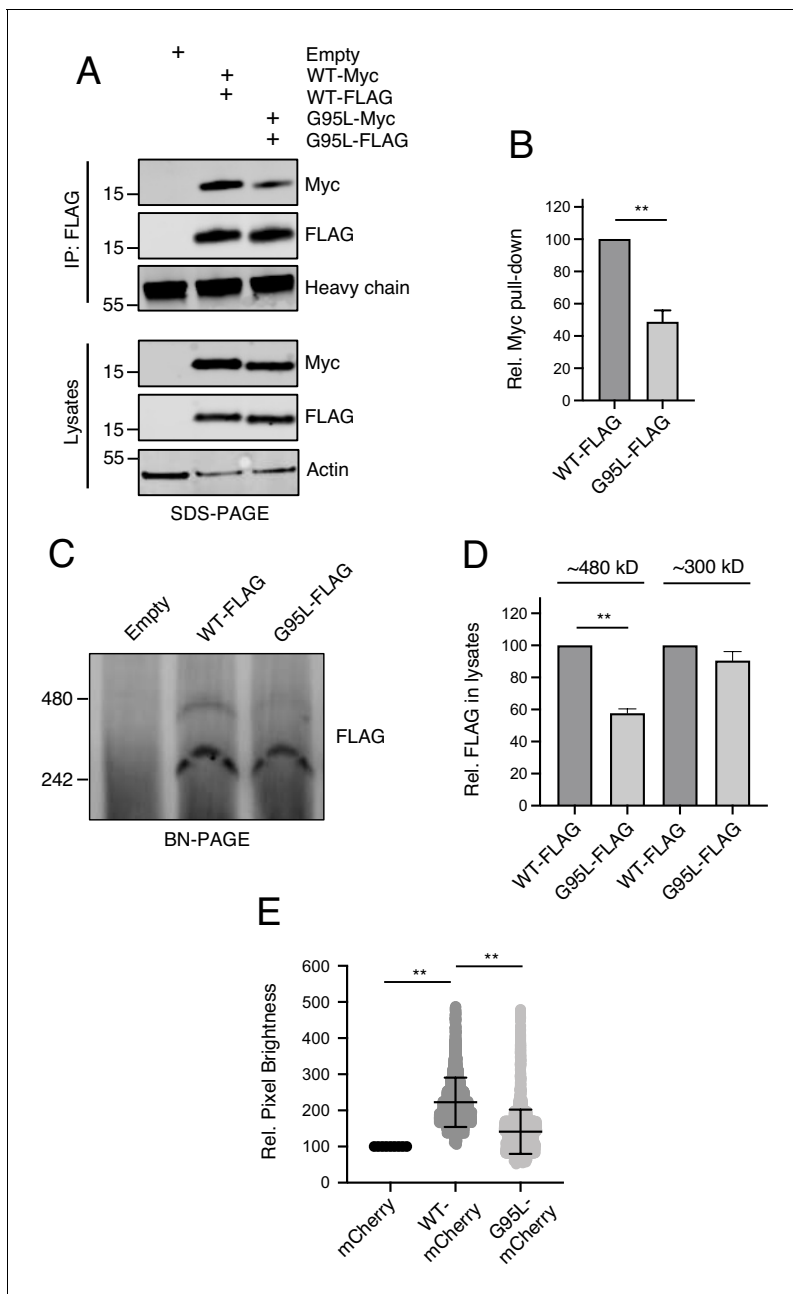 A
+ Empty
+ WT-Myc
+ WT-FLAG
+ G95L-Myc
+ G95L-FLAG
IP: FLAG
15 Myc
15 FLAG
55 Heavy chain
Lysates
15 Myc
15 FLAG
55 Actin
SDS-PAGE
B
Rel. Myc pull-down
120
100
80
60
40
20
0
**
WT-FLAG
G95L-FLAG
C
Empty
WT-FLAG
G95L-FLAG
480
242
FLAG
BN-PAGE
D
~480 kD ~300 kD
Rel. FLAG in lysates
120
100
80
60
40
20
0
**
WT-FLAG
G95L-FLAG
WT-FLAG
G95L-FLAG
E
Rel. Pixel Brightness
600
500
400
300
200
100
0
** **
mCherry
WT-
mCherry
G95L-
mCherry